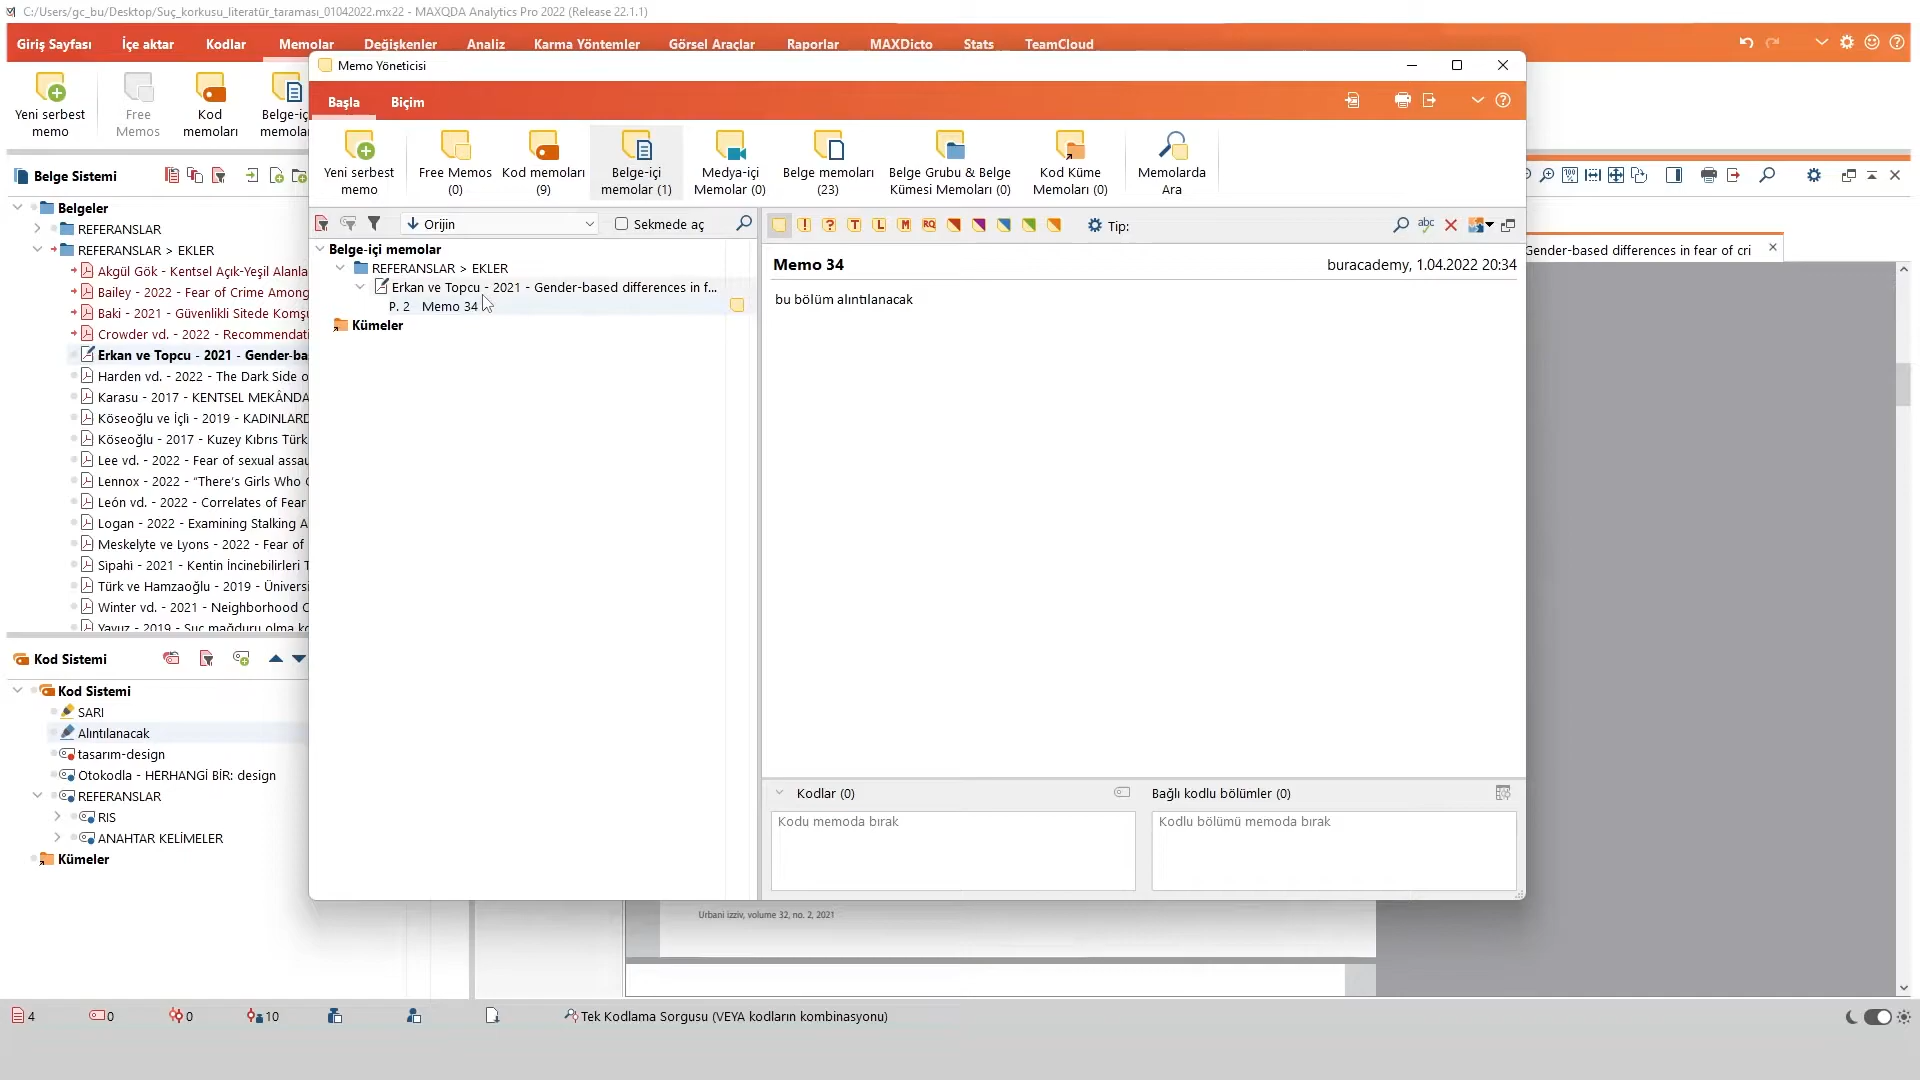 C:/Users/gc_bu/Desktop/Suç_korkusu_literatür_taraması_01042022.mx22 - MAXQDA Analytics Pro 2022 (Release 22.1.1)
Giriş Sayfası İçe aktar Kodlar Memolar Değişkenler Analiz Karma Yöntemler Görsel Araçlar Raporlar MAXDicto Stats TeamCloud
Memo Yöneticisi
Başla Biçim
Yeni serbest memo
Free Memos
Kod memoları
Belge-iç memolar
Yeni serbest memo
Free Memos (0)
Kod memoları (9)
Belge-içi memolar (1)
Medya-içi Memolar (0)
Belge memoları (23)
Belge Grubu & Belge Kümesi Memoları (0)
Kod Küme Memoları (0)
Memolarda Ara
Belge Sistemi
Belgeler
REFERANSLAR
REFERANSLAR > EKLER
Akgül Gök - Kentsel Açık-Yeşil Alanla
Bailey - 2022 - Fear of Crime Among
Baki - 2021 - Güvenlikli Sitede Komşu
Crowder vd. - 2022 - Recommendati
Erkan ve Topcu - 2021 - Gender-ba
Harden vd. - 2022 - The Dark Side o
Karasu - 2017 - KENTSEL MEKÂNDA
Köseoğlu ve İçli - 2019 - KADINLARD
Köseoğlu - 2017 - Kuzey Kıbrıs Türk
Lee vd. - 2022 - Fear of sexual assau
Lennox - 2022 - “There’s Girls Who
León vd. - 2022 - Correlates of Fear
Logan - 2022 - Examining Stalking A
Meskelyte ve Lyons - 2022 - Fear of
Sipahi - 2021 - Kentin İncinebilirleri T
Türk ve Hamzaoğlu - 2019 - Üniversi
Winter vd. - 2021 - Neighborhood C
Yavuz - 2019 - Suç mağduru olma ko
Kod Sistemi
Kod Sistemi
SARI
Alıntılanacak
tasarım-design
Otokodla - HERHANGİ BİR: design
REFERANSLAR
RIS
ANAHTAR KELİMELER
Kümeler
Orijin
Sekmede aç
Belge-içi memolar
REFERANSLAR > EKLER
Erkan ve Topcu - 2021 - Gender-based differences in f...
P. 2 Memo 34
Kümeler
! ? T L M RQ
Tip:
abc
Memo 34
buracademy, 1.04.2022 20:34
bu bölüm alıntılanacak
Kodlar (0)
Kodu memoda bırak
Bağlı kodlu bölümler (0)
Kodlu bölümü memoda bırak
Gender-based differences in fear of cri
Urbani izziv, volume 32, no. 2, 2021
4 0 0 10
Tek Kodlama Sorgusu (VEYA kodların kombinasyonu)